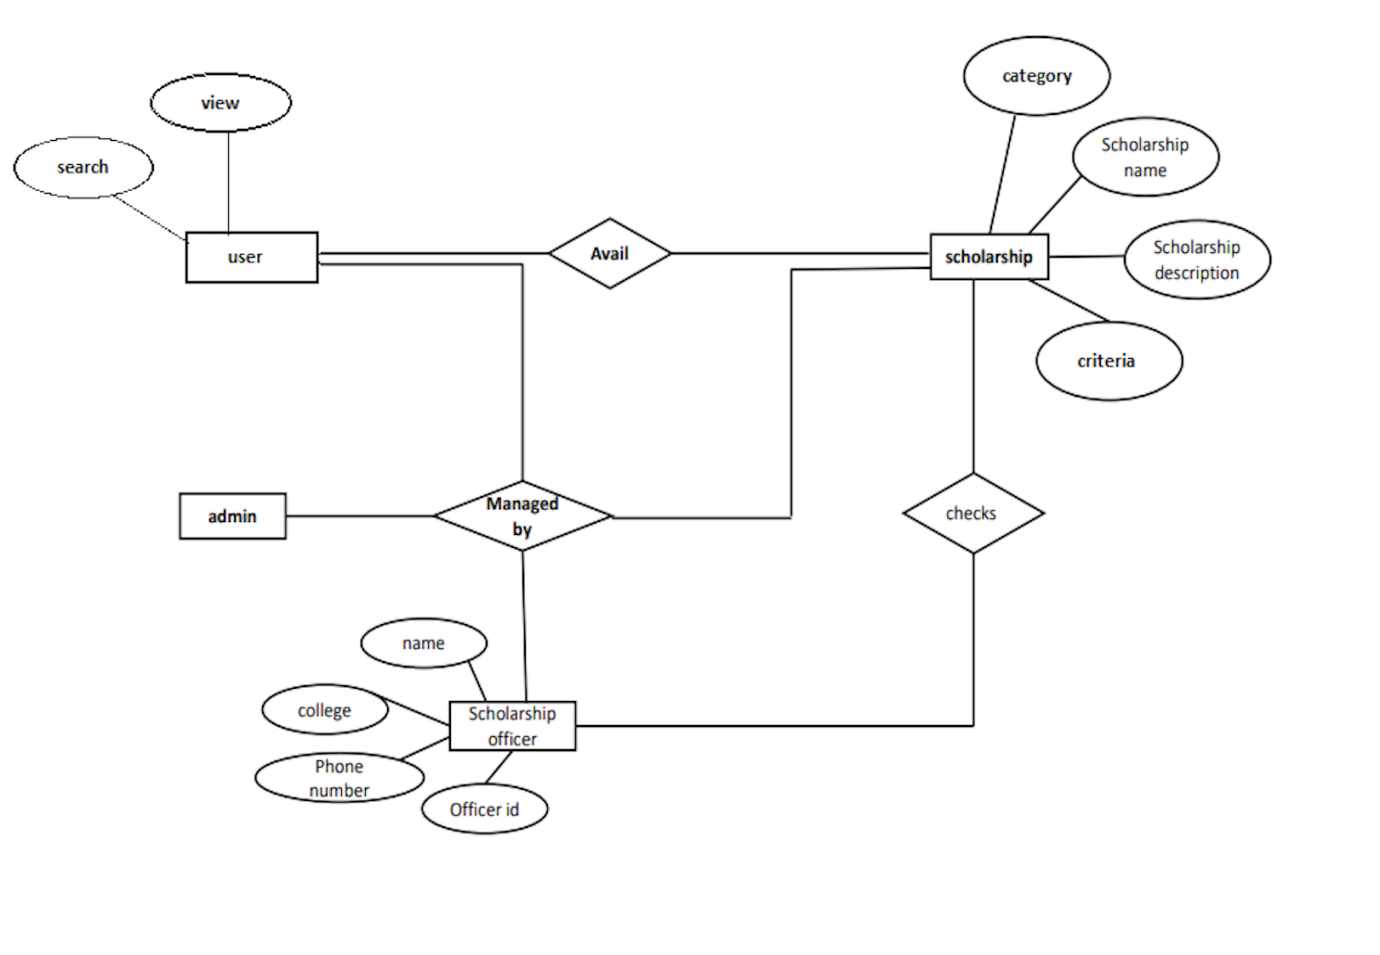 category
view
Scholarship
name
search
Scholarship
description
user
Avail
scholarship
criteria
Managed
by
admin
checks
name
college
Scholarship
officer
Phone
number
Officer id